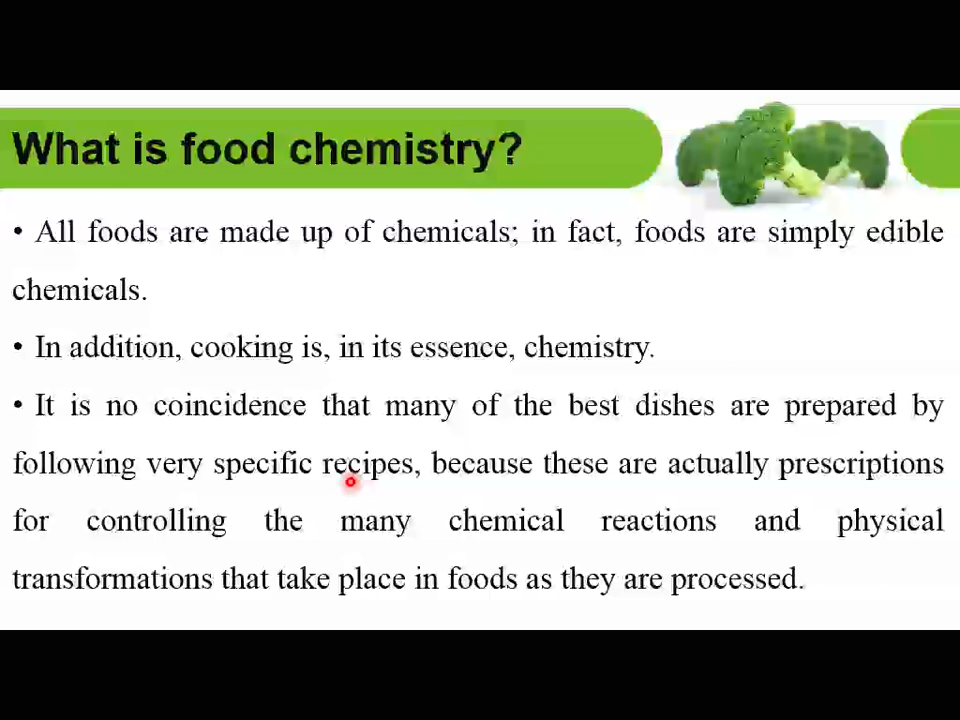 What is food chemistry?
• All foods are made up of chemicals; in fact, foods are simply edible
chemicals.
• In addition, cooking is, in its essence, chemistry.
• It is no coincidence that many of the best dishes are prepared by
following very specific recipes, because these are actually prescriptions
for controlling the many chemical reactions and physical
transformations that take place in foods as they are processed.